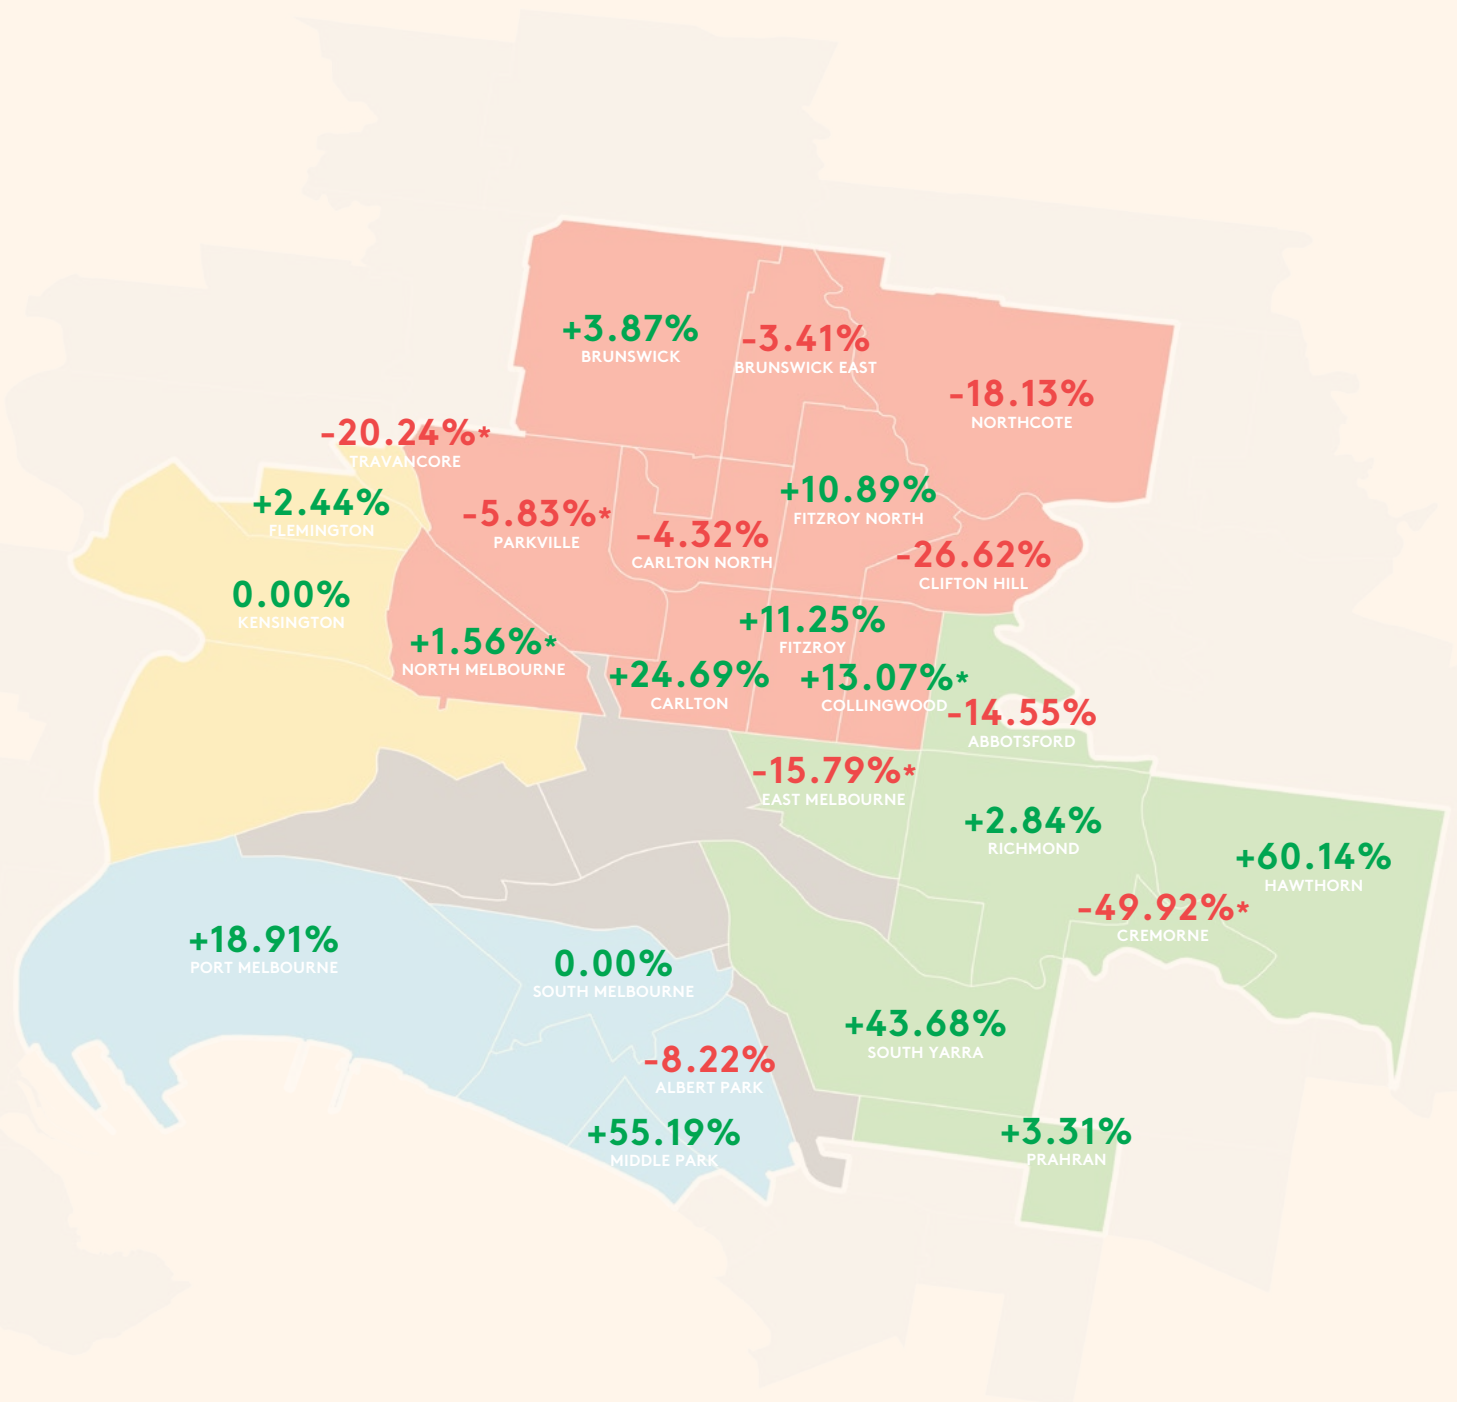 +3.87%
BRUNSWICK
-3.41%
BRUNSWICK EAST
-18.13%
NORTHCOTE
-20.24%*
TRAVANCORE
+2.44%
FLEMINGTON
-5.83%*
PARKVILLE
-4.32%
CARLTON NORTH
+10.89%
FITZROY NORTH
-26.62%
CLIFTON HILL
0.00%
KENSINGTON
+1.56%*
NORTH MELBOURNE
+11.25%
FITZROY
+24.69%
CARLTON
+13.07%*
COLLINGWOOD
-14.55%
ABBOTSFORD
-15.79%*
EAST MELBOURNE
+2.84%
RICHMOND
+60.14%
HAWTHORN
-49.92%*
CREMORNE
+18.91%
PORT MELBOURNE
0.00%
SOUTH MELBOURNE
+43.68%
SOUTH YARRA
-8.22%
ALBERT PARK
+55.19%
MIDDLE PARK
+3.31%
PRAHRAN